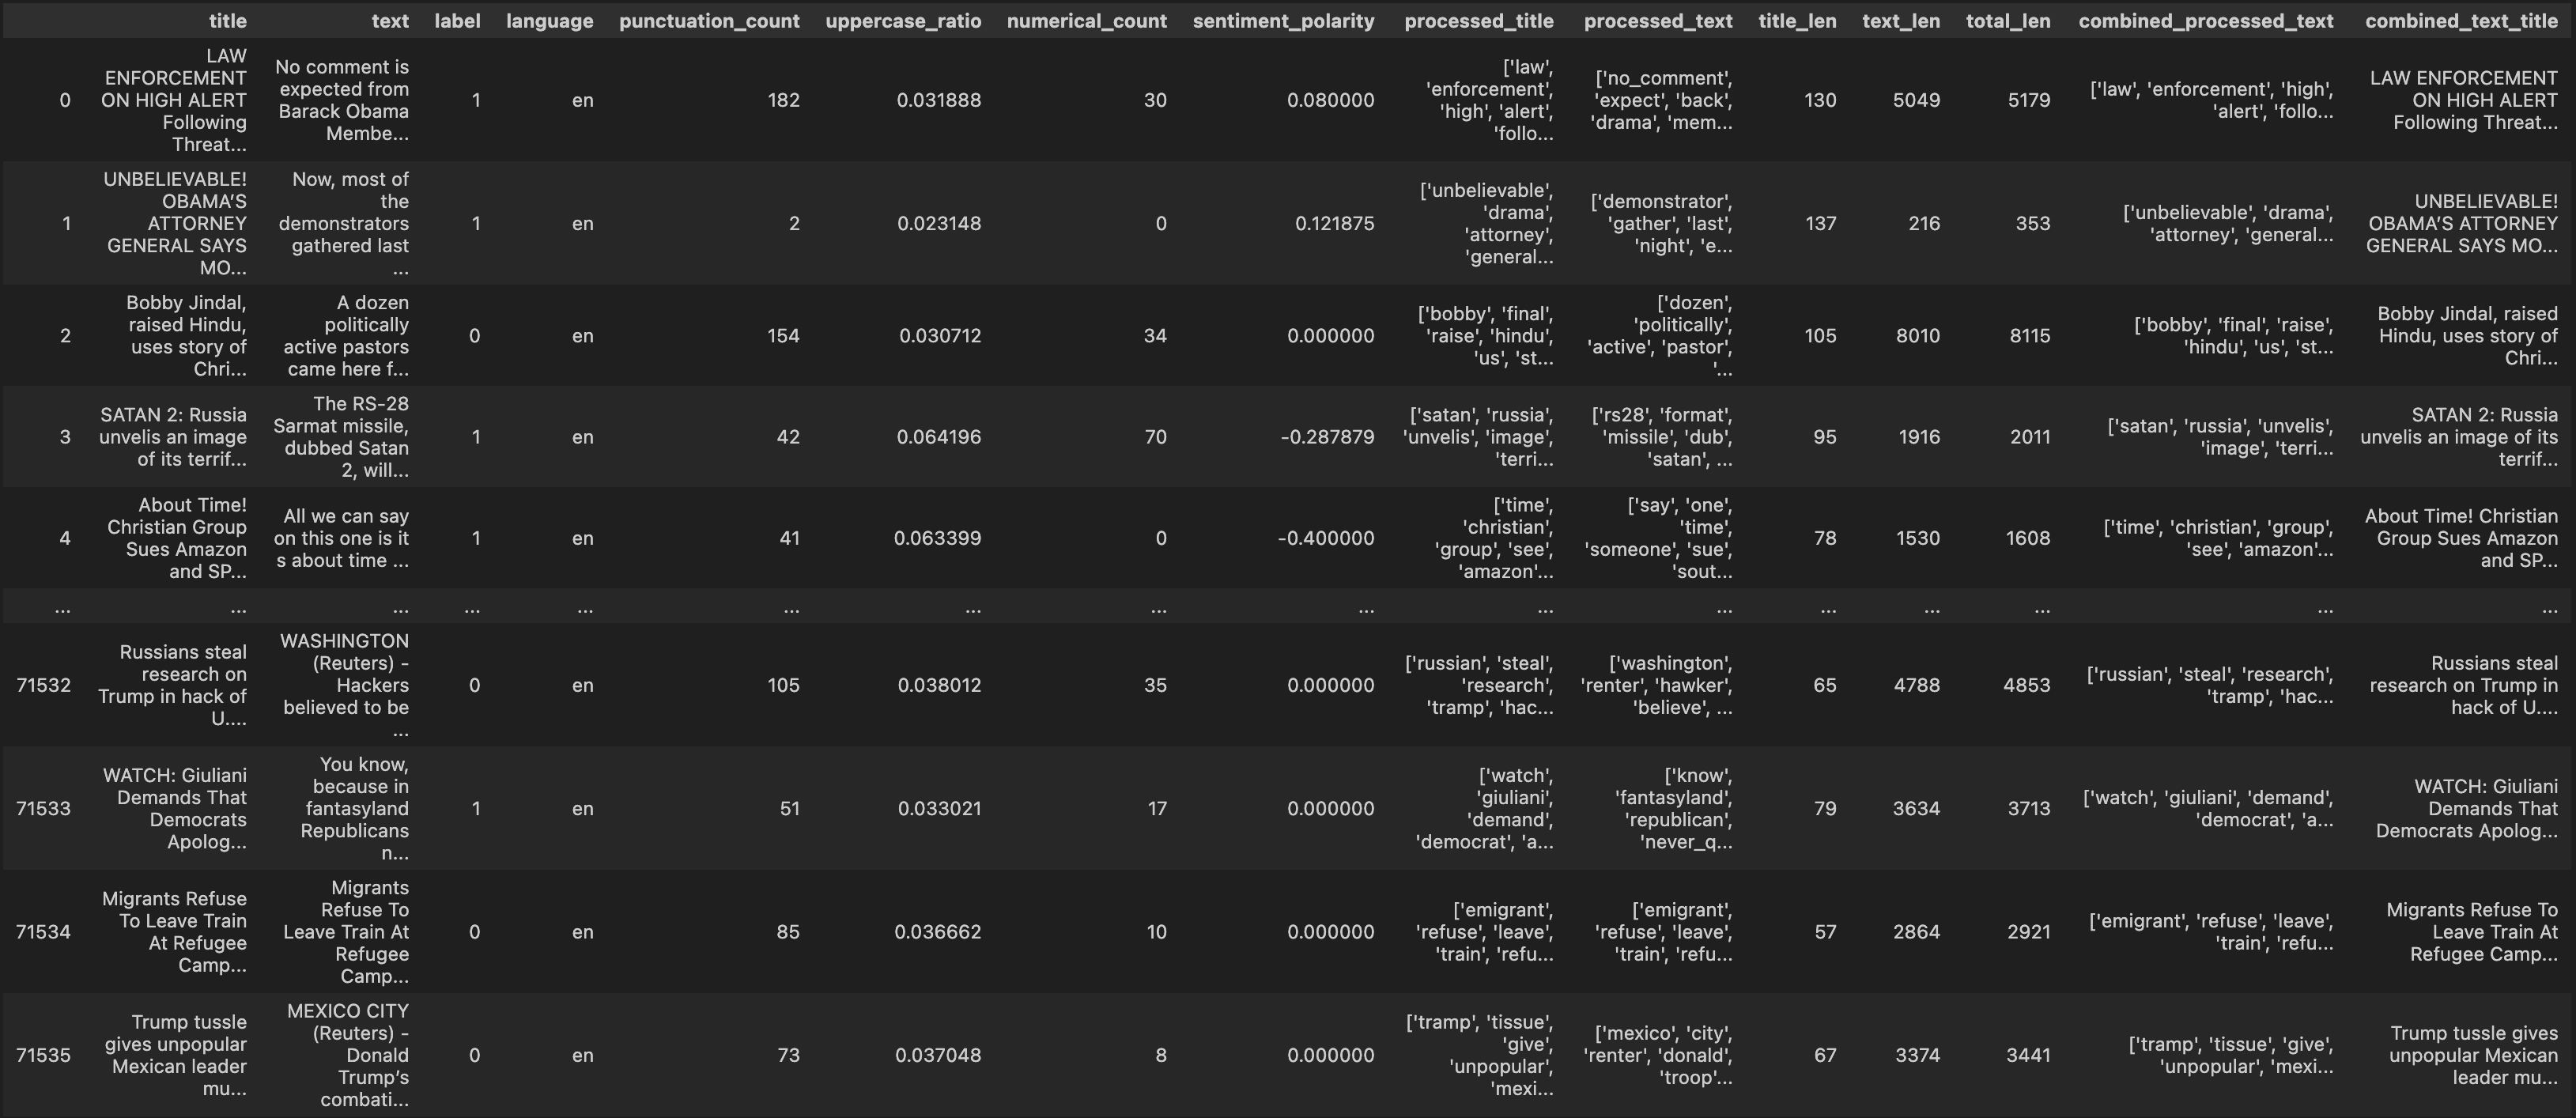 title text label language punctuation_count uppercase_ratio numerical_count sentiment_polarity processed_title processed_text title_len text_len total_len combined_processed_text combined_text_title
0
LAW
ENFORCEMENT
ON HIGH ALERT
Following
Threat...
No comment is
expected from
Barack Obama
Membe...
1
en
182
0.031888
30
0.080000
['law',
'enforcement',
'high', 'alert',
'follo...
['no_comment',
'expect', 'back',
'drama', 'mem...
130
5049
5179
['law', 'enforcement', 'high',
'alert', 'follo...
LAW ENFORCEMENT
ON HIGH ALERT
Following Threat...
1
UNBELIEVABLE!
OBAMA’S
ATTORNEY
GENERAL SAYS
MO...
Now, most of
the
demonstrators
gathered last
...
1
en
2
0.023148
0
0.121875
['unbelievable',
'drama',
'attorney',
'general...
['demonstrator',
'gather', 'last',
'night', 'e...
137
216
353
['unbelievable', 'drama',
'attorney', 'general...
UNBELIEVABLE!
OBAMA’S ATTORNEY
GENERAL SAYS MO...
2
Bobby Jindal,
raised Hindu,
uses story of
Chri...
A dozen
politically
active pastors
came here f...
0
en
154
0.030712
34
0.000000
['bobby', 'final',
'raise', 'hindu',
'us', 'st...
['dozen',
'politically',
'active', 'pastor',
'...
105
8010
8115
['bobby', 'final', 'raise',
'hindu', 'us', 'st...
Bobby Jindal, raised
Hindu, uses story of
Chri...
3
SATAN 2: Russia
unvelis an image
of its terrif...
The RS-28
Sarmat missile,
dubbed Satan
2, will...
1
en
42
0.064196
70
-0.287879
['satan', 'russia',
'unvelis', 'image',
'terri...
['rs28', 'format',
'missile', 'dub',
'satan', ...
95
1916
2011
['satan', 'russia', 'unvelis',
'image', 'terri...
SATAN 2: Russia
unvelis an image of its
terrif...
4
About Time!
Christian Group
Sues Amazon
and SP...
All we can say
on this one is it
s about time ...
1
en
41
0.063399
0
-0.400000
['time',
'christian',
'group', 'see',
'amazon'...
['say', 'one',
'time',
'someone', 'sue',
'sout...
78
1530
1608
['time', 'christian', 'group',
'see', 'amazon'...
About Time! Christian
Group Sues Amazon
and SP...
... ... ... ... ... ... ... ... ... ... ... ... ... ... ... ...
71532
Russians steal
research on
Trump in hack of
U....
WASHINGTON
(Reuters) -
Hackers
believed to be
...
0
en
105
0.038012
35
0.000000
['russian', 'steal',
'research',
'tramp', 'hac...
['washington',
'renter', 'hawker',
'believe', ...
65
4788
4853
['russian', 'steal', 'research',
'tramp', 'hac...
Russians steal
research on Trump in
hack of U....
71533
WATCH: Giuliani
Demands That
Democrats
Apolog...
You know,
because in
fantasyland
Republicans
n...
1
en
51
0.033021
17
0.000000
['watch',
'giuliani',
'demand',
'democrat', 'a...
['know',
'fantasyland',
'republican',
'never_q...
79
3634
3713
['watch', 'giuliani', 'demand',
'democrat', 'a...
WATCH: Giuliani
Demands That
Democrats Apolog...
71534
Migrants Refuse
To Leave Train
At Refugee
Camp...
Migrants
Refuse To
Leave Train At
Refugee
Camp...
0
en
85
0.036662
10
0.000000
['emigrant',
'refuse', 'leave',
'train', 'refu...
['emigrant',
'refuse', 'leave',
'train', 'refu...
57
2864
2921
['emigrant', 'refuse', 'leave',
'train', 'refu...
Migrants Refuse To
Leave Train At
Refugee Camp...
71535
Trump tussle
gives unpopular
Mexican leader
mu...
MEXICO CITY
(Reuters) -
Donald
Trump’s
combati...
0
en
73
0.037048
8
0.000000
['tramp', 'tissue',
'give',
'unpopular',
'mexi...
['mexico', 'city',
'renter', 'donald',
'troop'...
67
3374
3441
['tramp', 'tissue', 'give',
'unpopular', 'mexi...
Trump tussle gives
unpopular Mexican
leader mu...